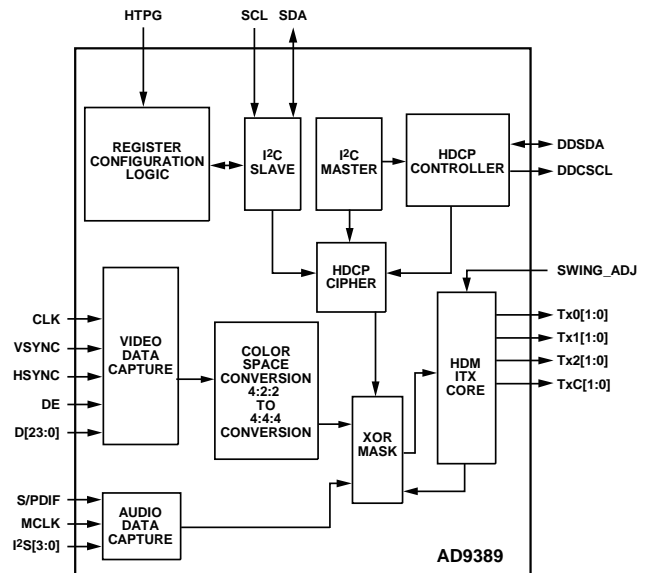 HTPG
SCL SDA
REGISTER
CONFIGURATION
LOGIC
I²C
SLAVE
I²C
MASTER
HDCP
CONTROLLER
DDSDA
DDCSCL
HDCP
CIPHER
SWING_ADJ
CLK
VSYNC
HSYNC
DE
D[23:0]
VIDEO
DATA
CAPTURE
COLOR
SPACE
CONVERSION
4:2:2
TO
4:4:4
CONVERSION
XOR
MASK
HDM
ITX
CORE
Tx0[1:0]
Tx1[1:0]
Tx2[1:0]
TxC[1:0]
S/PDIF
MCLK
I²S[3:0]
AUDIO
DATA
CAPTURE
AD9389